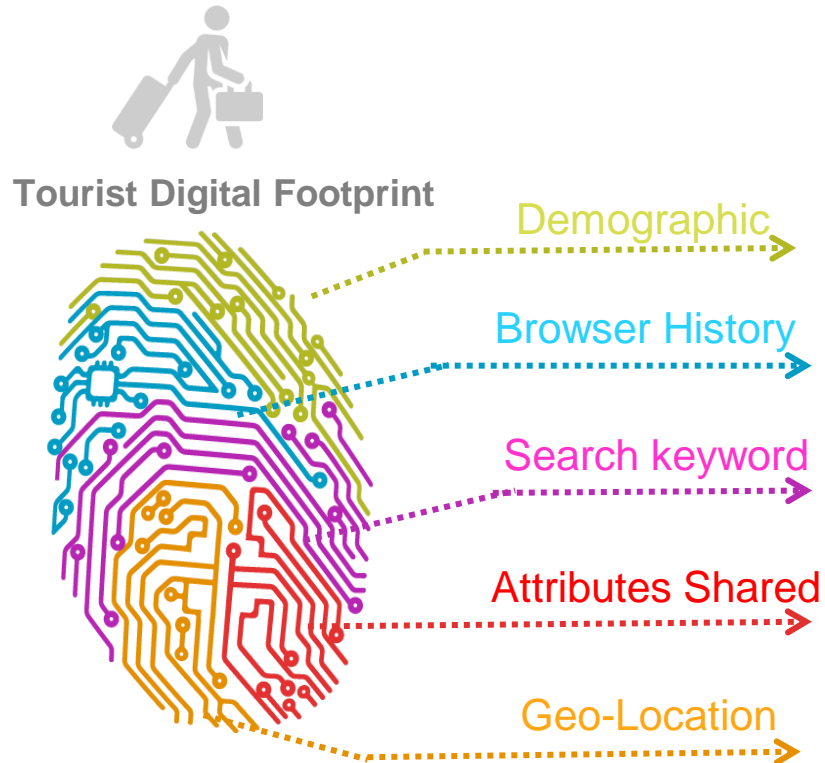 Tourist Digital Footprint
Demographic
Browser History
Search keyword
Attributes Shared
Geo-Location